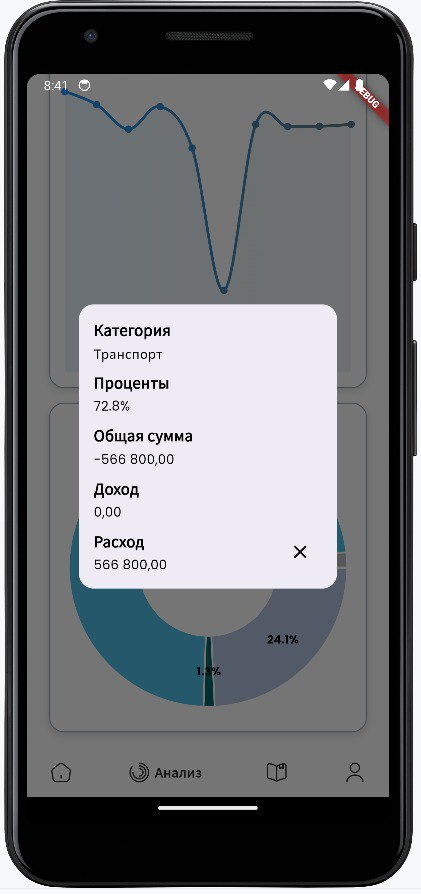 8:41
DEBUG
Категория
Транспорт
Проценты
72.8%
Общая сумма
-566 800,00
Доход
0,00
Расход
566 800,00
24.1%
1.3%
Анализ